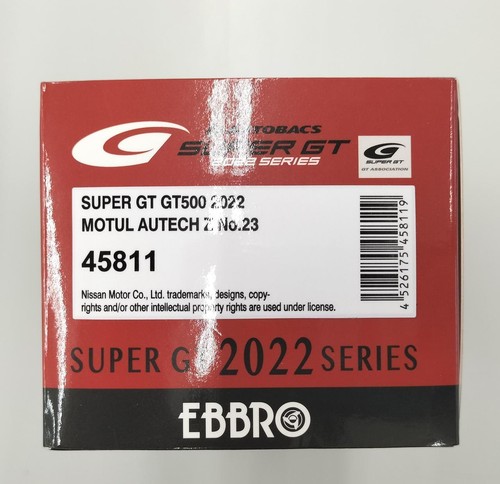 AUTOBACS
SUPER GT
2022 SERIES
SUPER GT
GT ASSOCIATION
SUPER GT GT500 2022
MOTUL AUTECH Z No.23
45811
Nissan Motor Co., Ltd. trademarks, designs, copy-
rights and/or other intellectual property rights are used under license.
4 526175 458119
SUPER GT 2022 SERIES
EBBRO